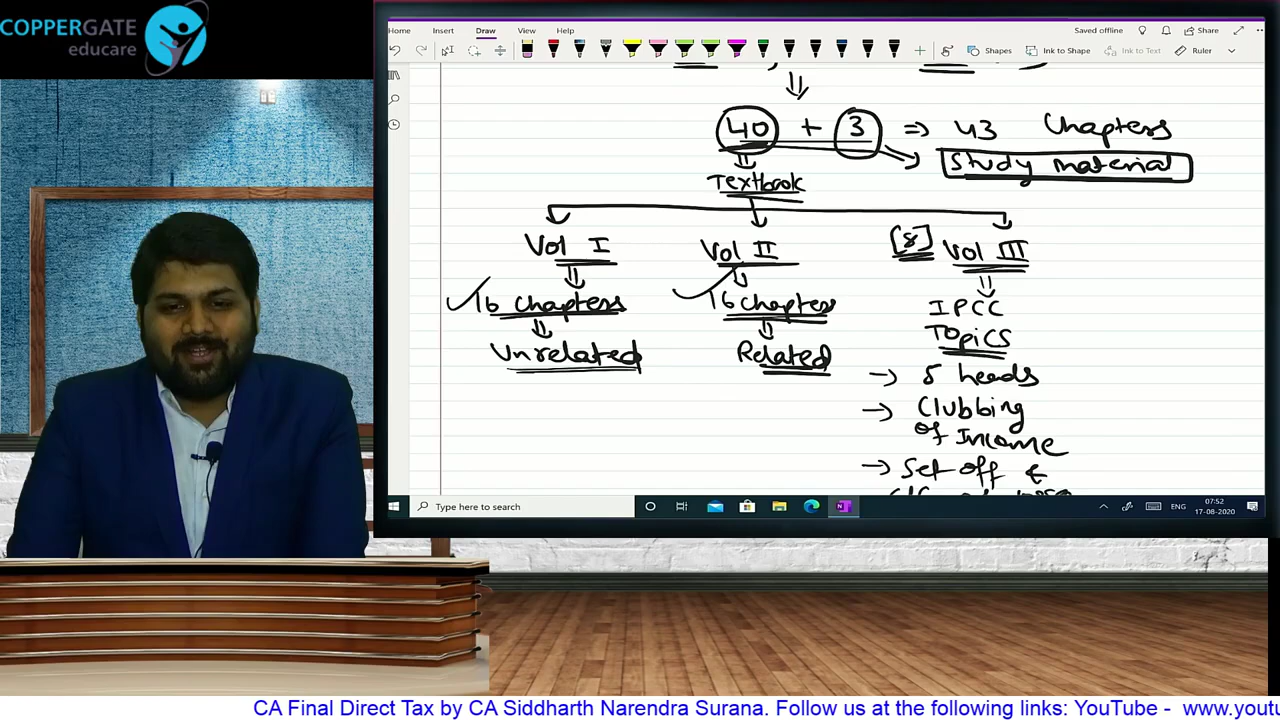 COPPERGATE
educare
Home Insert Draw View Help
Saved offline
Share
Shapes
Ink to Shape
Ink to Text
Ruler
40 + 3 ⇒ 43 Chapters
Study material
Textbook
Vol I
Vol II
[8] Vol III
16 chapters
16 chapters
IPCC
Topics
Unrelated
Related
→ 5 heads
→ Clubbing
of Income
→ Set off &
Type here to search
ENG
07:52
17-08-2020
CA Final Direct Tax by CA Siddharth Narendra Surana. Follow us at the following links: YouTube - www.youtu